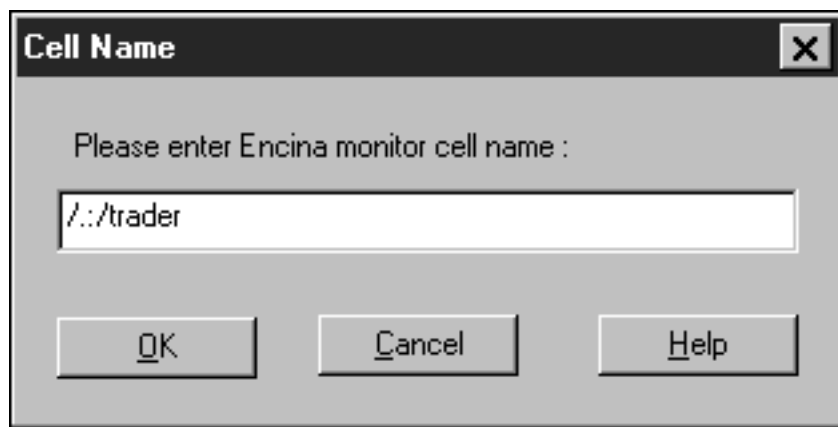 Cell Name
Please enter Encina monitor cell name :
/.:/trader
OK
Cancel
Help